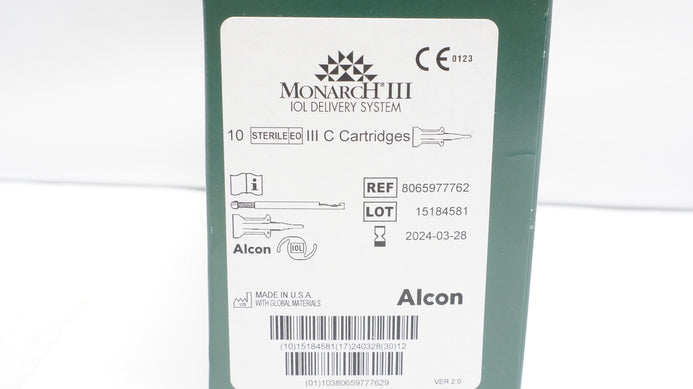 CE 0123
MONARCH® III
IOL DELIVERY SYSTEM
10 STERILE EO III C Cartridges
i
REF 8065977762
LOT 15184581
2024-03-28
Alcon IOL
US MADE IN U.S.A.
WITH GLOBAL MATERIALS
Alcon
(10)15184581(17)240328(30)12
(01)10380659777629
VER 2.0